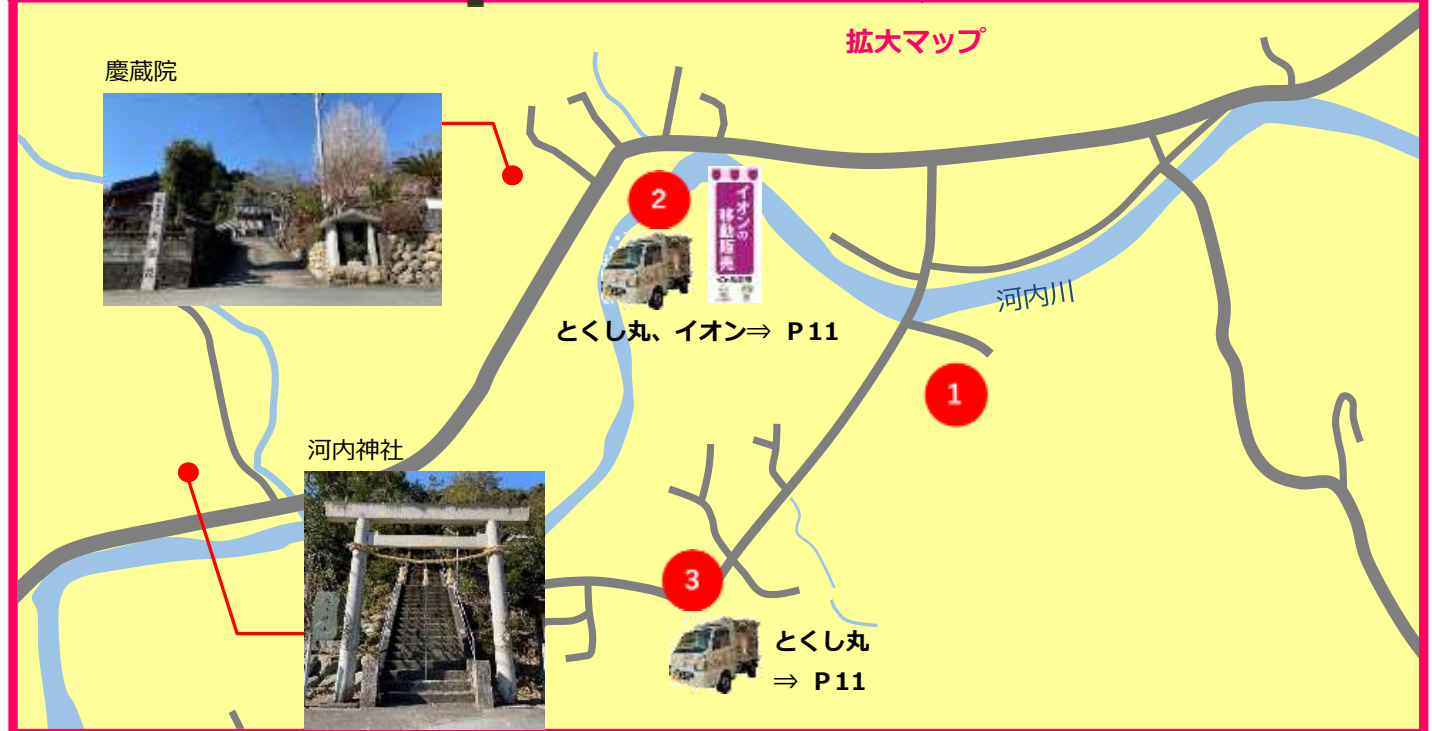 拡大マップ
慶蔵院
2
イオンの
移動販売
とくし丸、イオン⇒ P11
河内川
1
河内神社
3
とくし丸
⇒ P11